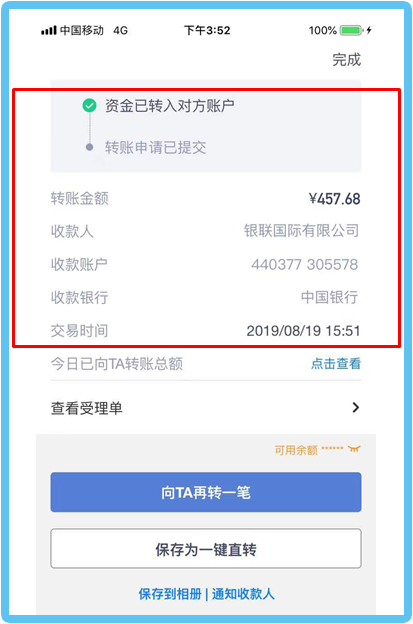 中国移动 4G 下午3:52 100%
完成
资金已转入对方账户
转账申请已提交
转账金额 ¥457.68
收款人 银联国际有限公司
收款账户 440377 305578
收款银行 中国银行
交易时间 2019/08/19 15:51
今日已向TA转账总额 点击查看
查看受理单
可用余额 ******
向TA再转一笔
保存为一键直转
保存到相册 | 通知收款人